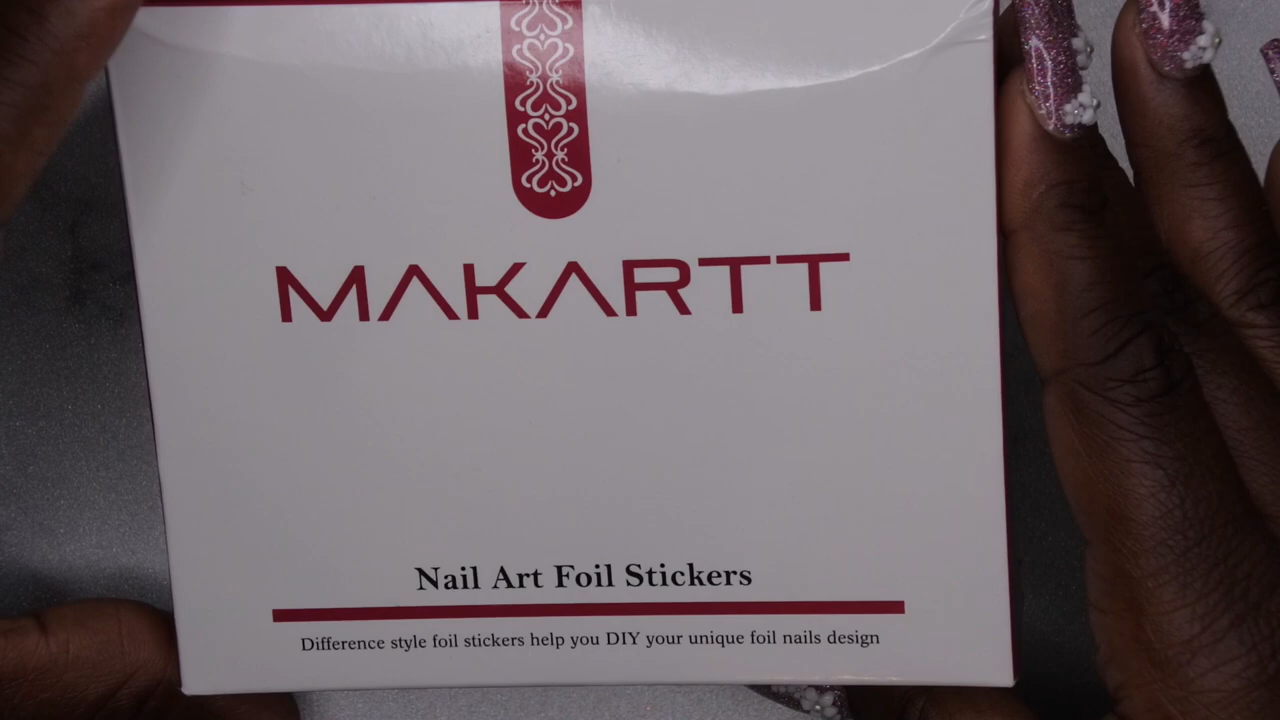 MAKARTT
Nail Art Foil Stickers
Difference style foil stickers help you DIY your unique foil nails design